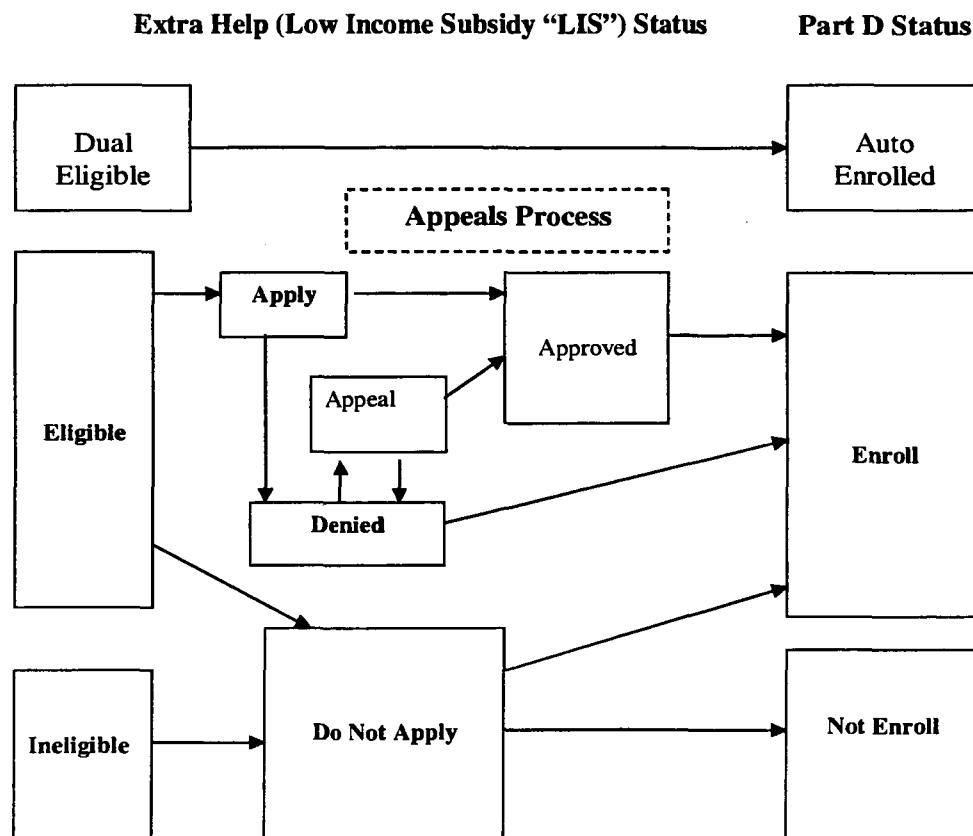 Extra Help (Low Income Subsidy “LIS”) Status
Part D Status
Dual
Eligible
Auto
Enrolled
Appeals Process
Apply
Approved
Appeal
Eligible
Enroll
Denied
Do Not Apply
Ineligible
Not Enroll